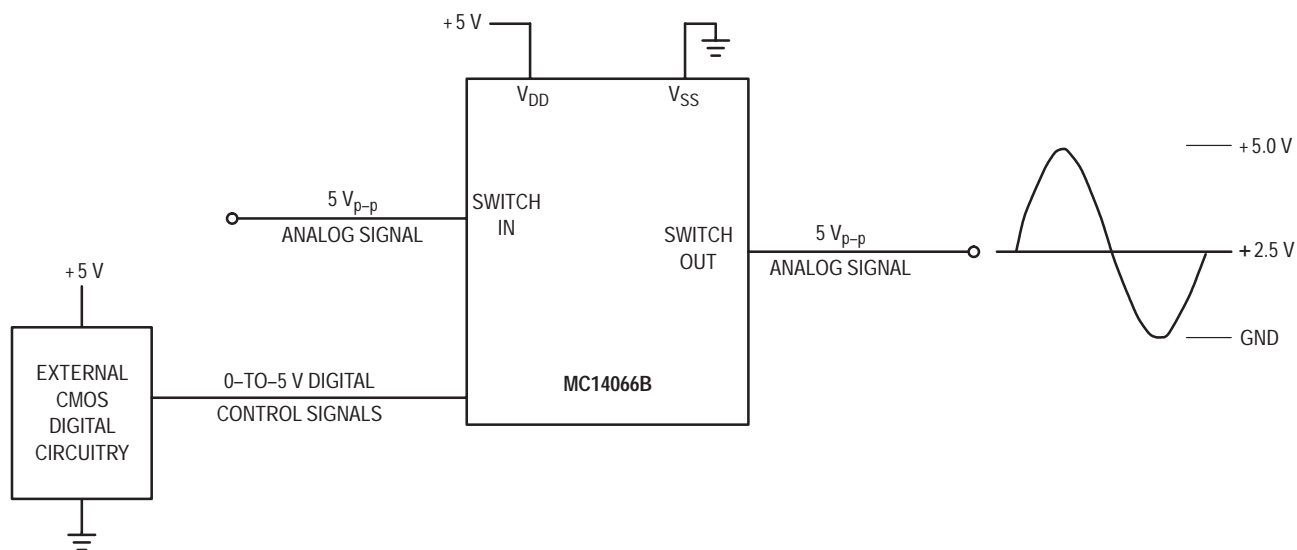 +5 V
V_DD
V_SS
+5.0 V
5 V_p–p
ANALOG SIGNAL
SWITCH
IN
SWITCH
OUT
5 V_p–p
ANALOG SIGNAL
+2.5 V
GND
+5 V
EXTERNAL
CMOS
DIGITAL
CIRCUITRY
0–TO–5 V DIGITAL
CONTROL SIGNALS
MC14066B